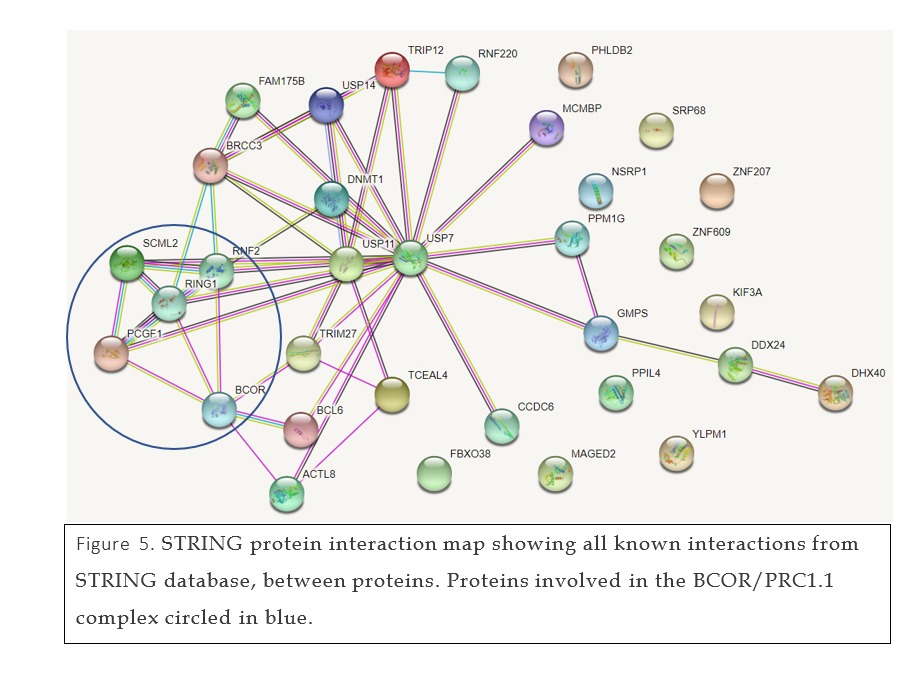 TRIP12
RNF220
PHLDB2
FAM175B
USP14
MCMBP
SRP68
BRCC3
NSRP1
ZNF207
DNMT1
PPM1G
SCML2
RNF2
USP11
USP7
ZNF609
RING1
KIF3A
GMPS
PCGF1
TRIM27
DDX24
TCEAL4
PPIL4
DHX40
BCOR
BCL6
CCDC6
YLPM1
FBXO38
MAGED2
ACTL8
Figure 5. STRING protein interaction map showing all known interactions from
STRING database, between proteins. Proteins involved in the BCOR/PRC1.1
complex circled in blue.